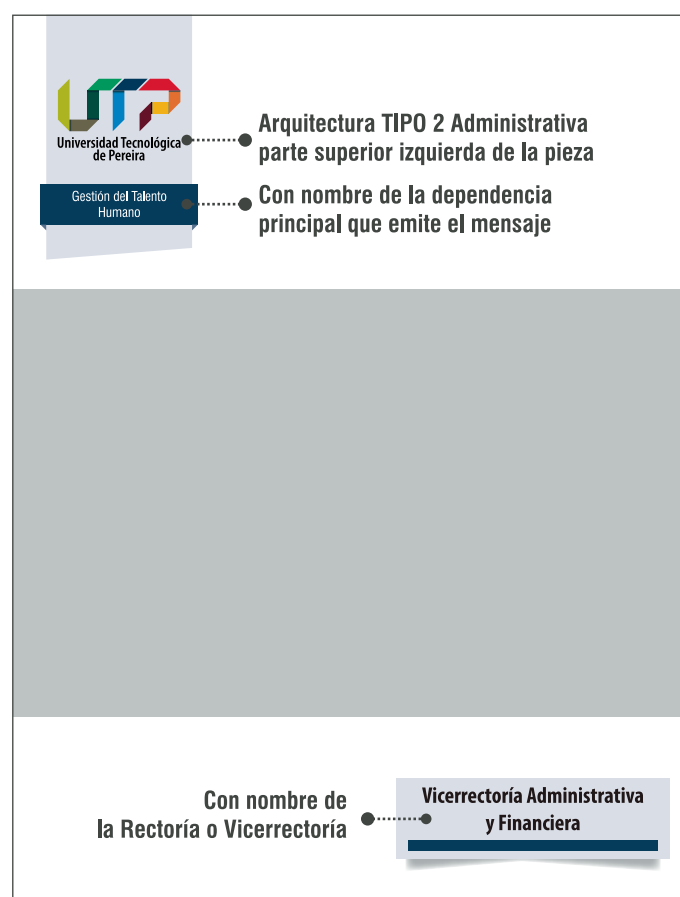 UTP
Universidad Tecnológica
de Pereira
Arquitectura TIPO 2 Administrativa
parte superior izquierda de la pieza
Gestión del Talento
Humano
Con nombre de la dependencia
principal que emite el mensaje
Con nombre de
la Rectoría o Vicerrectoría
Vicerrectoría Administrativa
y Financiera